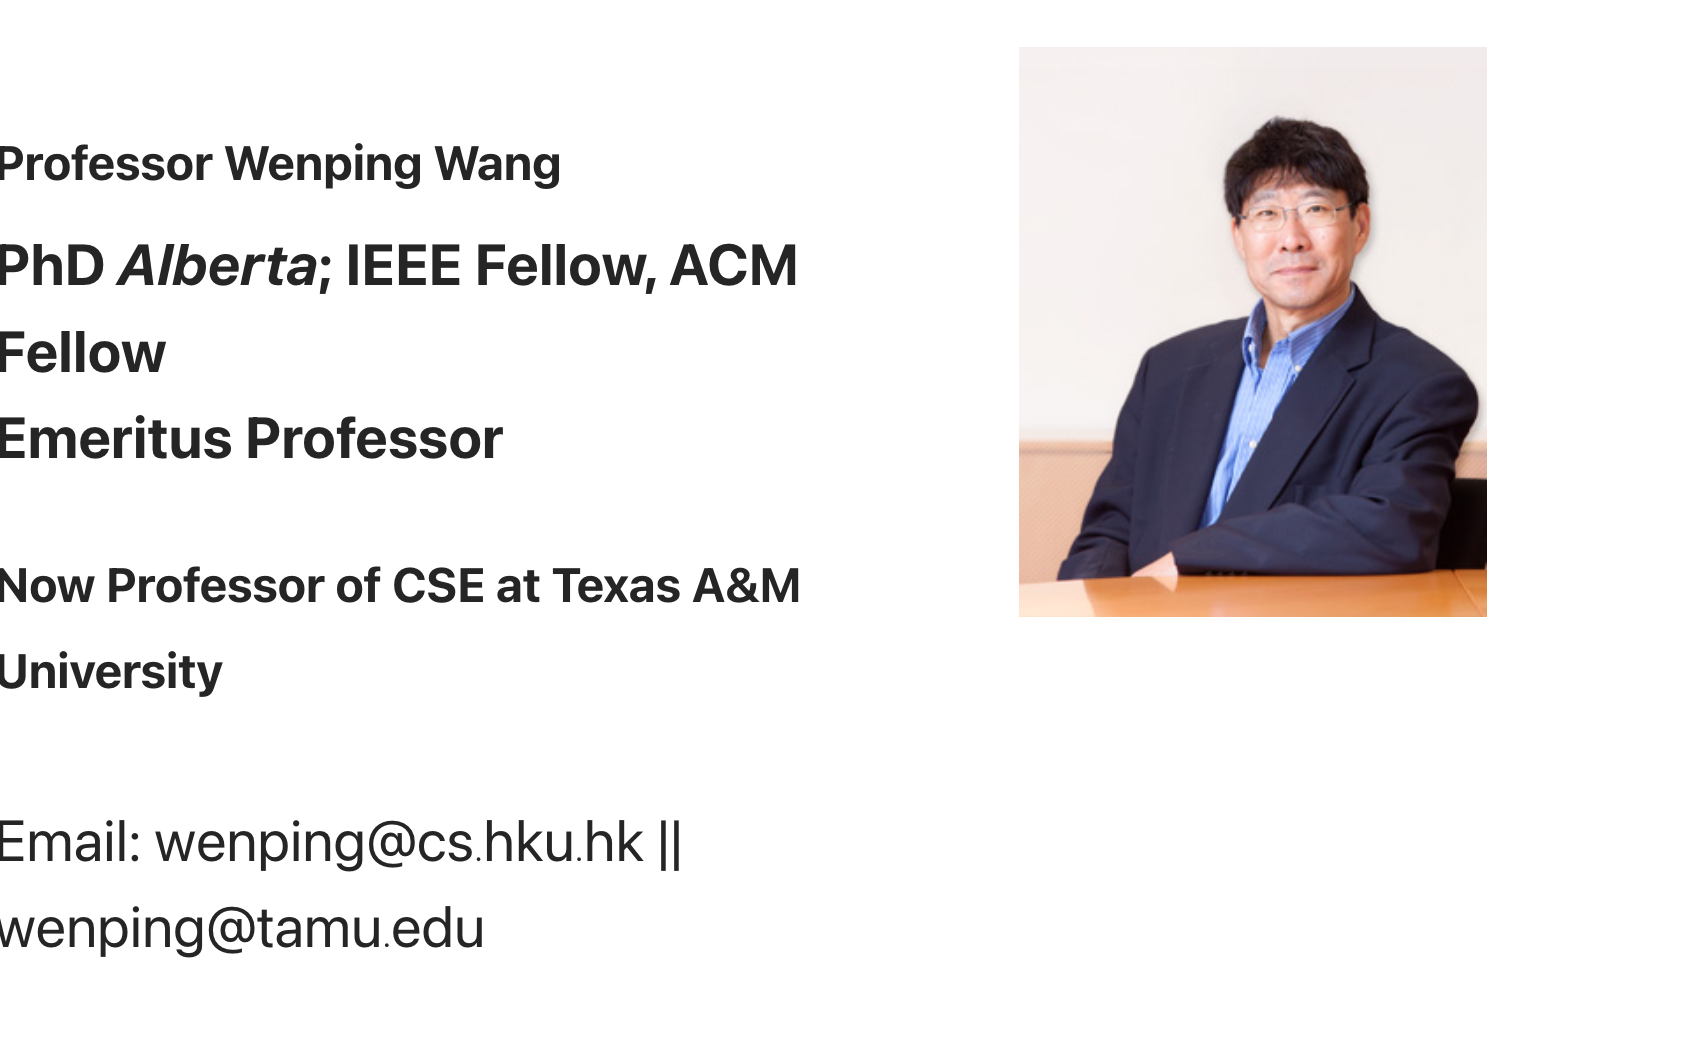 Professor Wenping Wang
PhD Alberta; IEEE Fellow, ACM
Fellow
Emeritus Professor
Now Professor of CSE at Texas A&M
University
Email: wenping@cs.hku.hk ||
wenping@tamu.edu